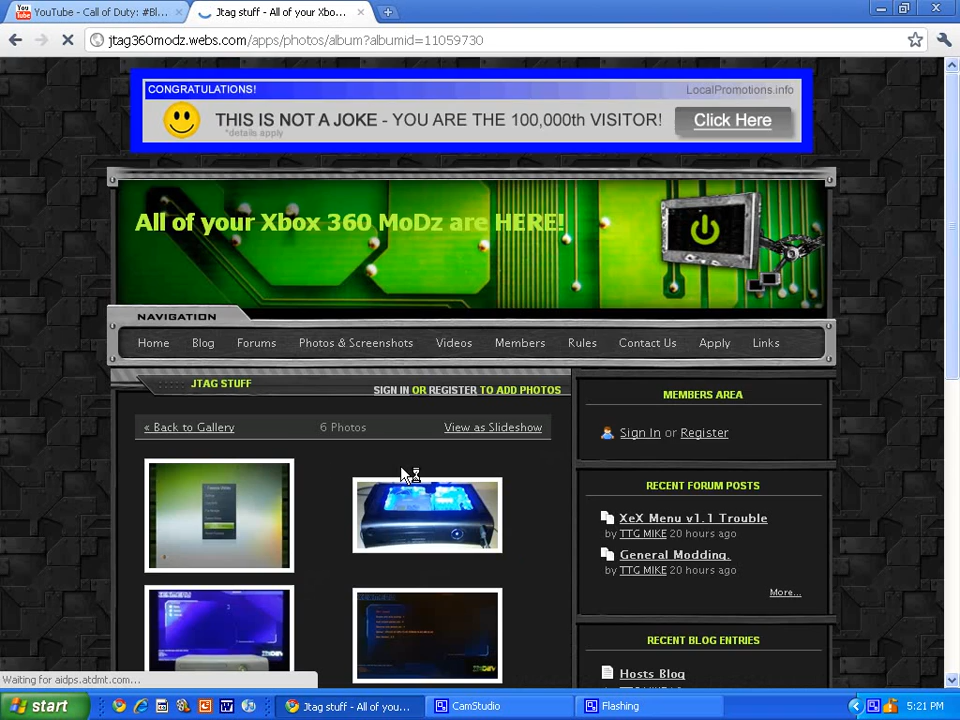 YouTube - Call of Duty: #Bl...
Jtag stuff - All of your Xbo...
jtag360modz.webs.com/apps/photos/album?albumid=11059730
CONGRATULATIONS!
LocalPromotions.info
THIS IS NOT A JOKE - YOU ARE THE 100,000th VISITOR!
*details apply
Click Here
All of your Xbox 360 MoDz are HERE!
NAVIGATION
Home Blog Forums Photos & Screenshots Videos Members Rules Contact Us Apply Links
JTAG STUFF
SIGN IN OR REGISTER TO ADD PHOTOS
« Back to Gallery
6 Photos
View as Slideshow
MEMBERS AREA
Sign In or Register
RECENT FORUM POSTS
XeX Menu v1.1 Trouble
by TTG MIKE 20 hours ago
General Modding.
by TTG MIKE 20 hours ago
More...
RECENT BLOG ENTRIES
Hosts Blog
Waiting for aidps.atdmt.com...
start
Jtag stuff - All of you...
CamStudio
Flashing
5:21 PM